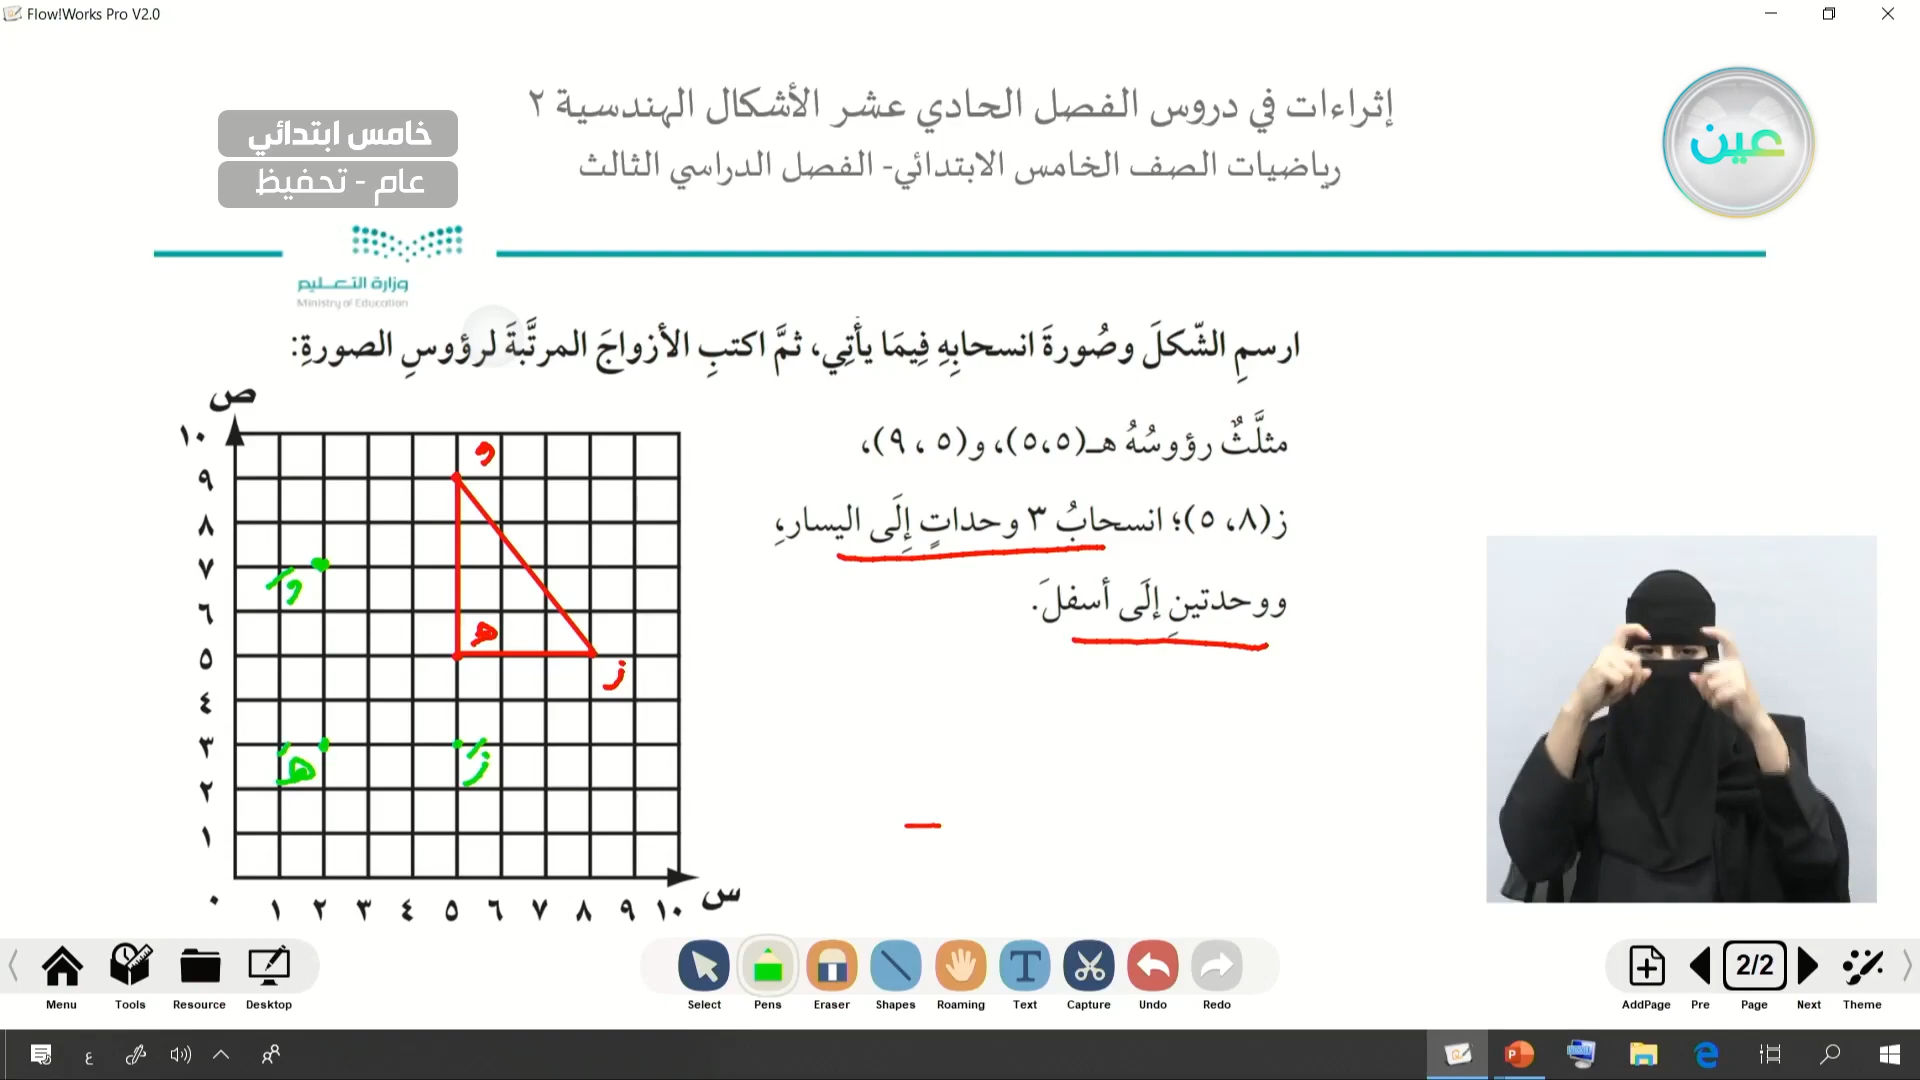 Flow!Works Pro V2.0
إثراءات في دروس الفصل الحادي عشر الأشكال الهندسية ٢
رياضيات الصف الخامس الابتدائي- الفصل الدراسي الثالث
خامس ابتدائي
عام - تحفيظ
عين
وزارة التعليم
Ministry of Education
ارسمِ الشّكلَ وصُورةَ انسحابِهِ فِيمَا يأْتِي، ثمَّ اكتبِ الأزواجَ المرتَّبةَ لرؤوسِ الصورةِ:
مثلَّثٌ رؤوسُهُ هـ(٥،٥)، و(٥ ، ٩)،
ز(٨، ٥)؛ انسحابُ ٣ وحداتٍ إِلَى اليسارِ،
ووحدتينِ إلَى أسفلَ.
ص
١٠
٩
٨
٧
٦
٥
٤
٣
٢
١
٠
١ ٢ ٣ ٤ ٥ ٦ ٧ ٨ ٩ ١٠
س
و
هـ
ز
وَ
هـَ
زَ
Menu Tools Resource Desktop
Select Pens Eraser Shapes Roaming Text Capture Undo Redo
2/2
AddPage Pre Page Next Theme
ع